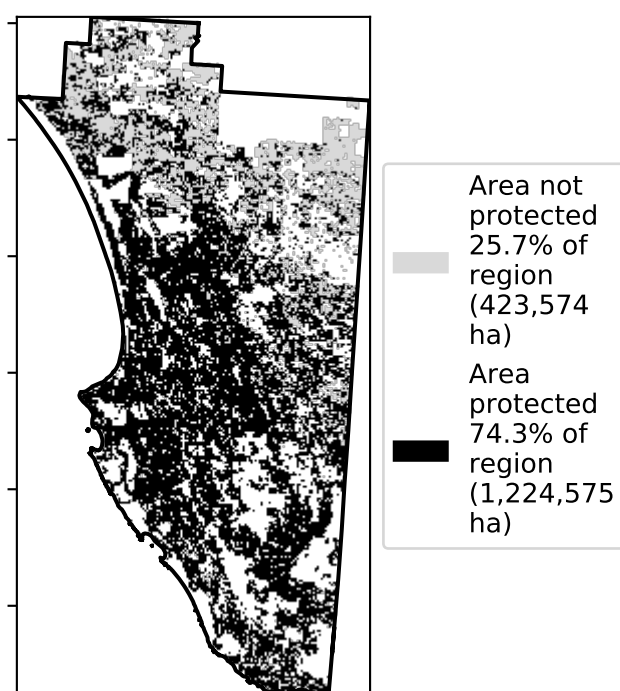 Area not
protected
25.7% of
region
(423,574
ha)
Area
protected
74.3% of
region
(1,224,575
ha)